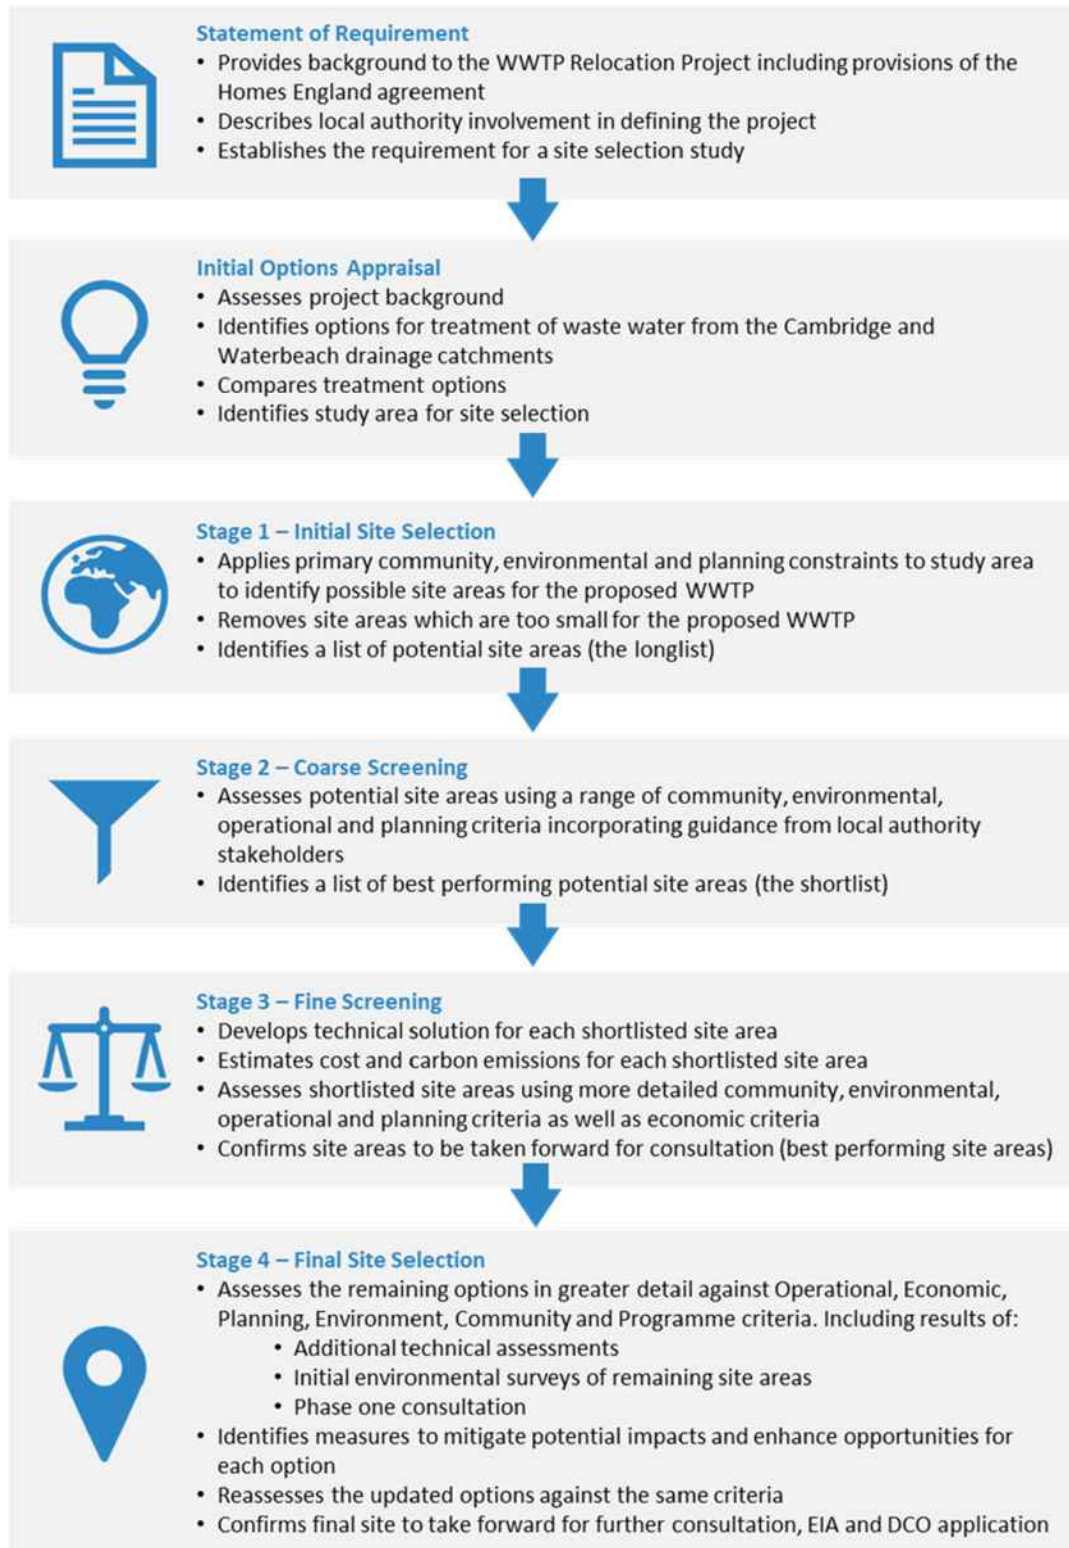 Statement of Requirement
• Provides background to the WWTP Relocation Project including provisions of the
Homes England agreement
• Describes local authority involvement in defining the project
• Establishes the requirement for a site selection study
Initial Options Appraisal
• Assesses project background
• Identifies options for treatment of waste water from the Cambridge and
Waterbeach drainage catchments
• Compares treatment options
• Identifies study area for site selection
Stage 1 – Initial Site Selection
• Applies primary community, environmental and planning constraints to study area
to identify possible site areas for the proposed WWTP
• Removes site areas which are too small for the proposed WWTP
• Identifies a list of potential site areas (the longlist)
Stage 2 – Coarse Screening
• Assesses potential site areas using a range of community, environmental,
operational and planning criteria incorporating guidance from local authority
stakeholders
• Identifies a list of best performing potential site areas (the shortlist)
Stage 3 – Fine Screening
• Develops technical solution for each shortlisted site area
• Estimates cost and carbon emissions for each shortlisted site area
• Assesses shortlisted site areas using more detailed community, environmental,
operational and planning criteria as well as economic criteria
• Confirms site areas to be taken forward for consultation (best performing site areas)
Stage 4 – Final Site Selection
• Assesses the remaining options in greater detail against Operational, Economic,
Planning, Environment, Community and Programme criteria. Including results of:
• Additional technical assessments
• Initial environmental surveys of remaining site areas
• Phase one consultation
• Identifies measures to mitigate potential impacts and enhance opportunities for
each option
• Reassesses the updated options against the same criteria
• Confirms final site to take forward for further consultation, EIA and DCO application